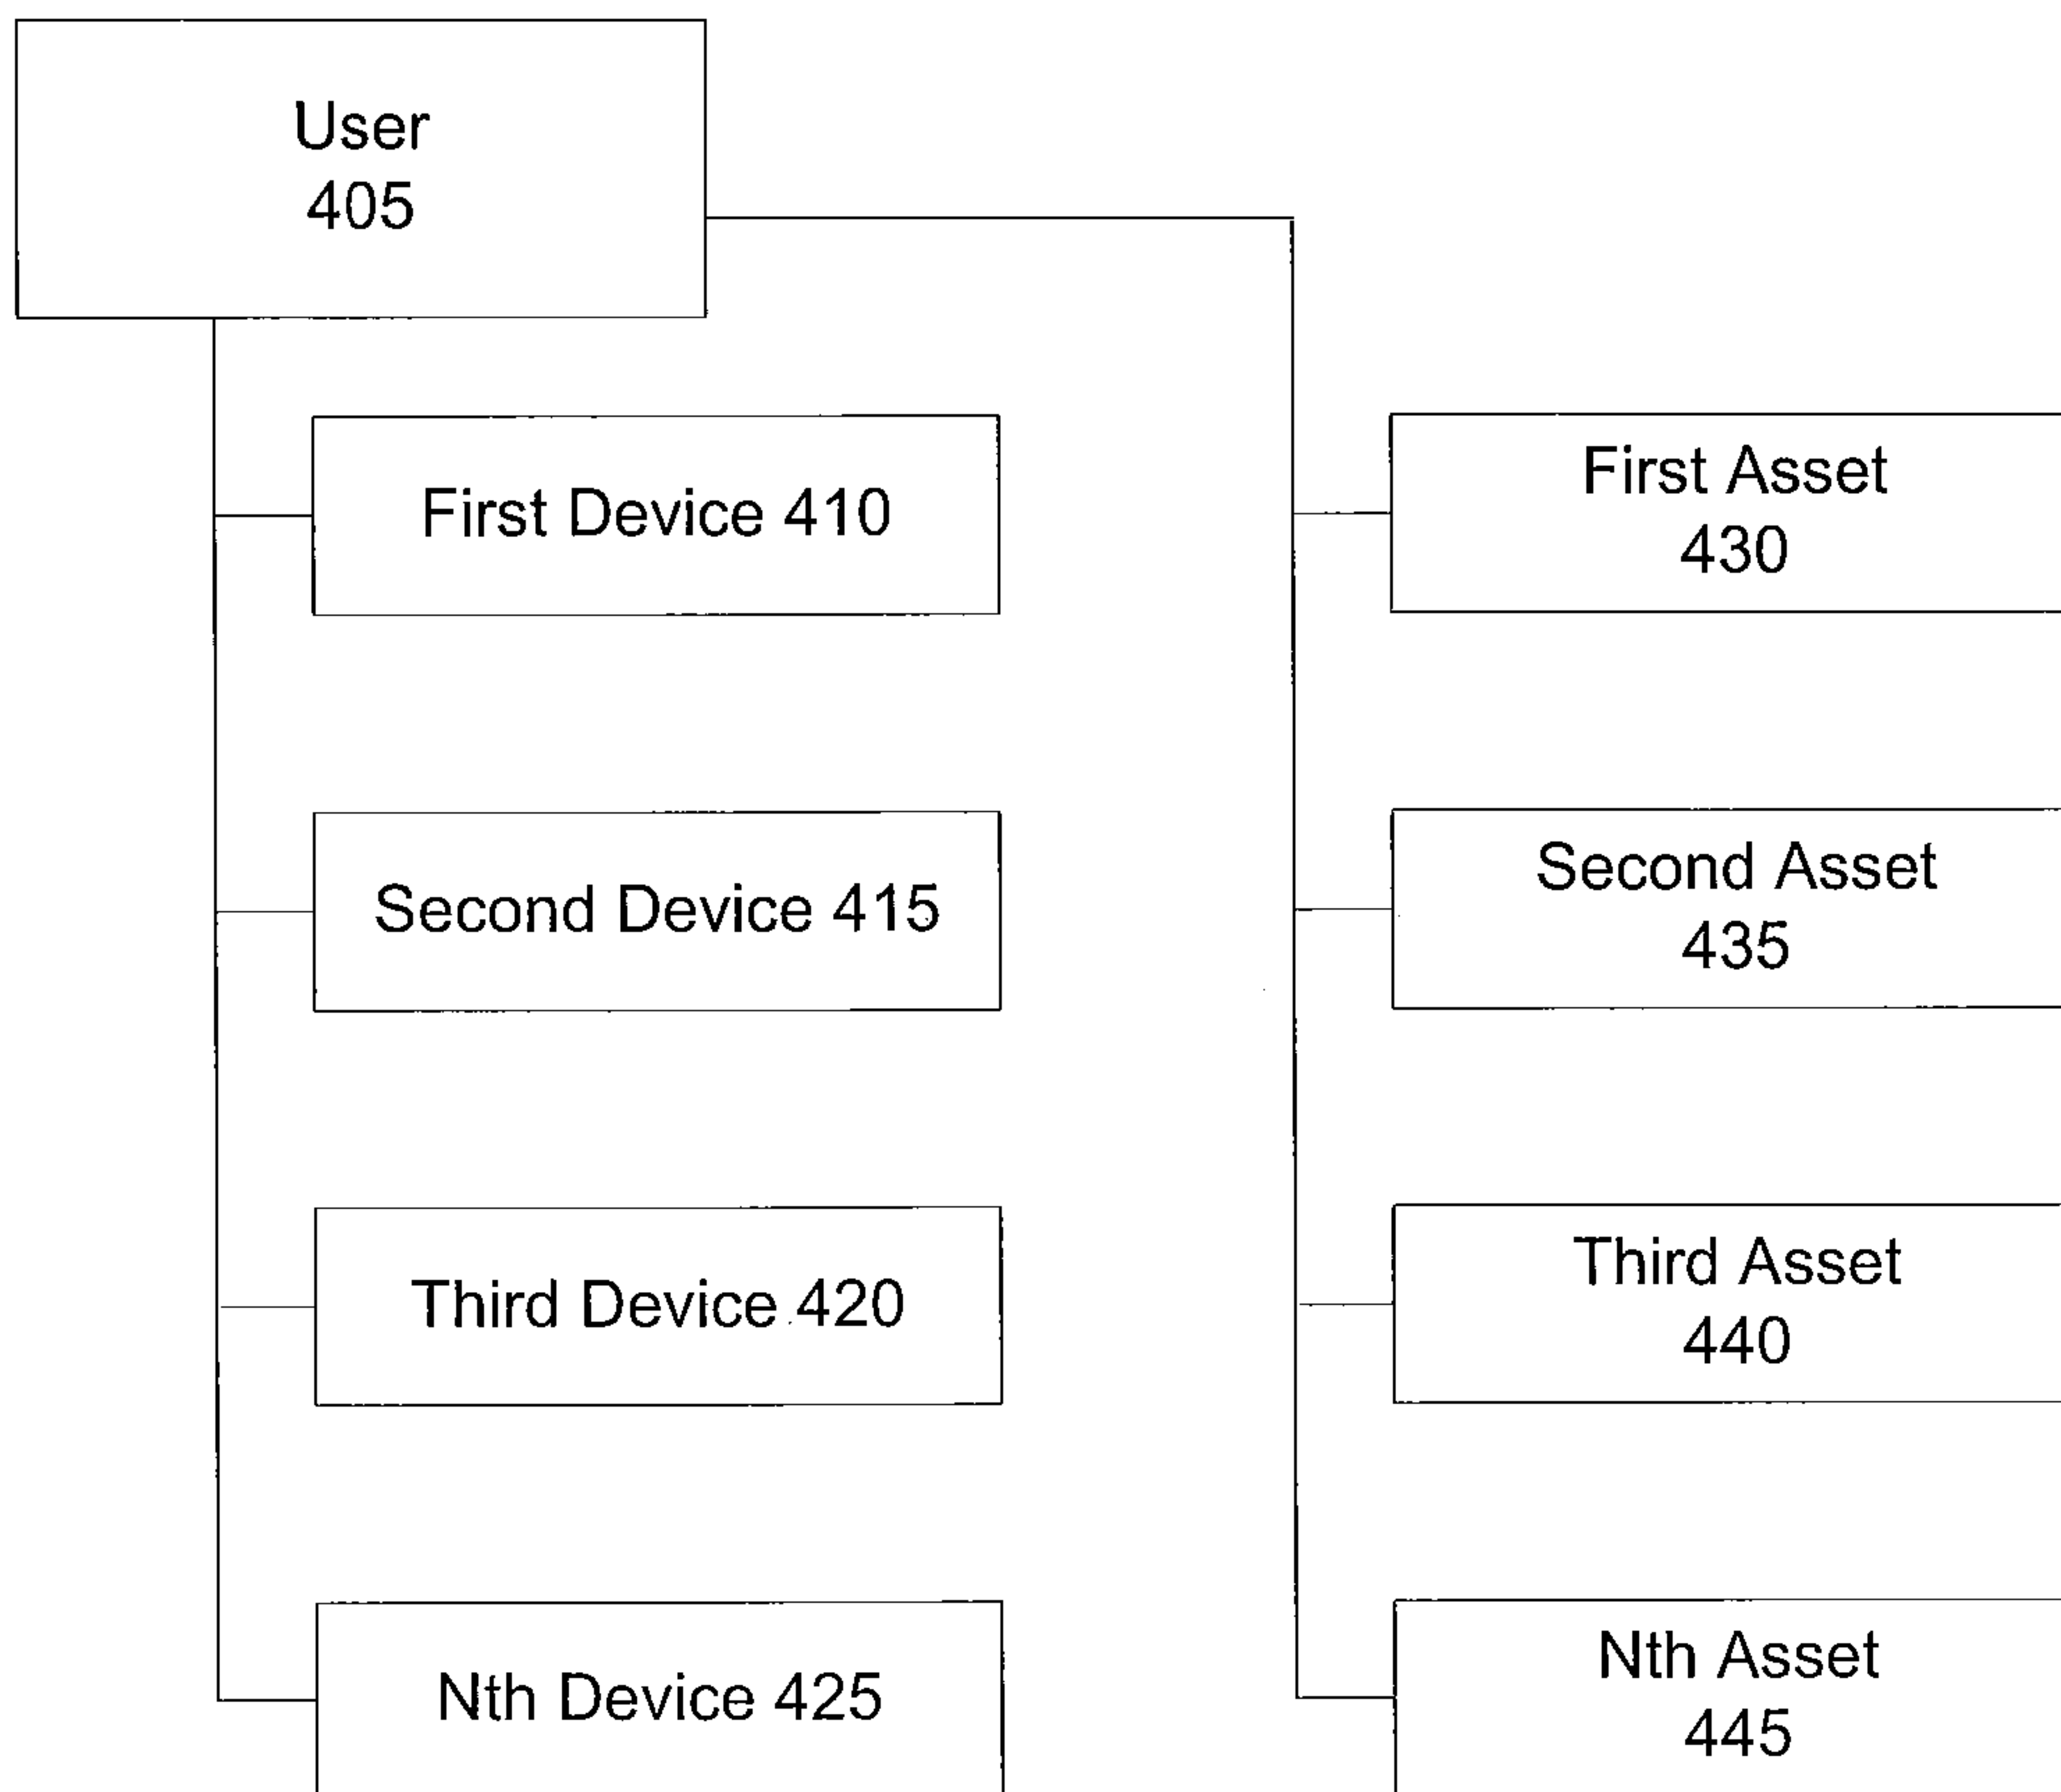 User
405
First Device 410
Second Device 415
Third Device 420
Nth Device 425
First Asset
430
Second Asset
435
Third Asset
440
Nth Asset
445